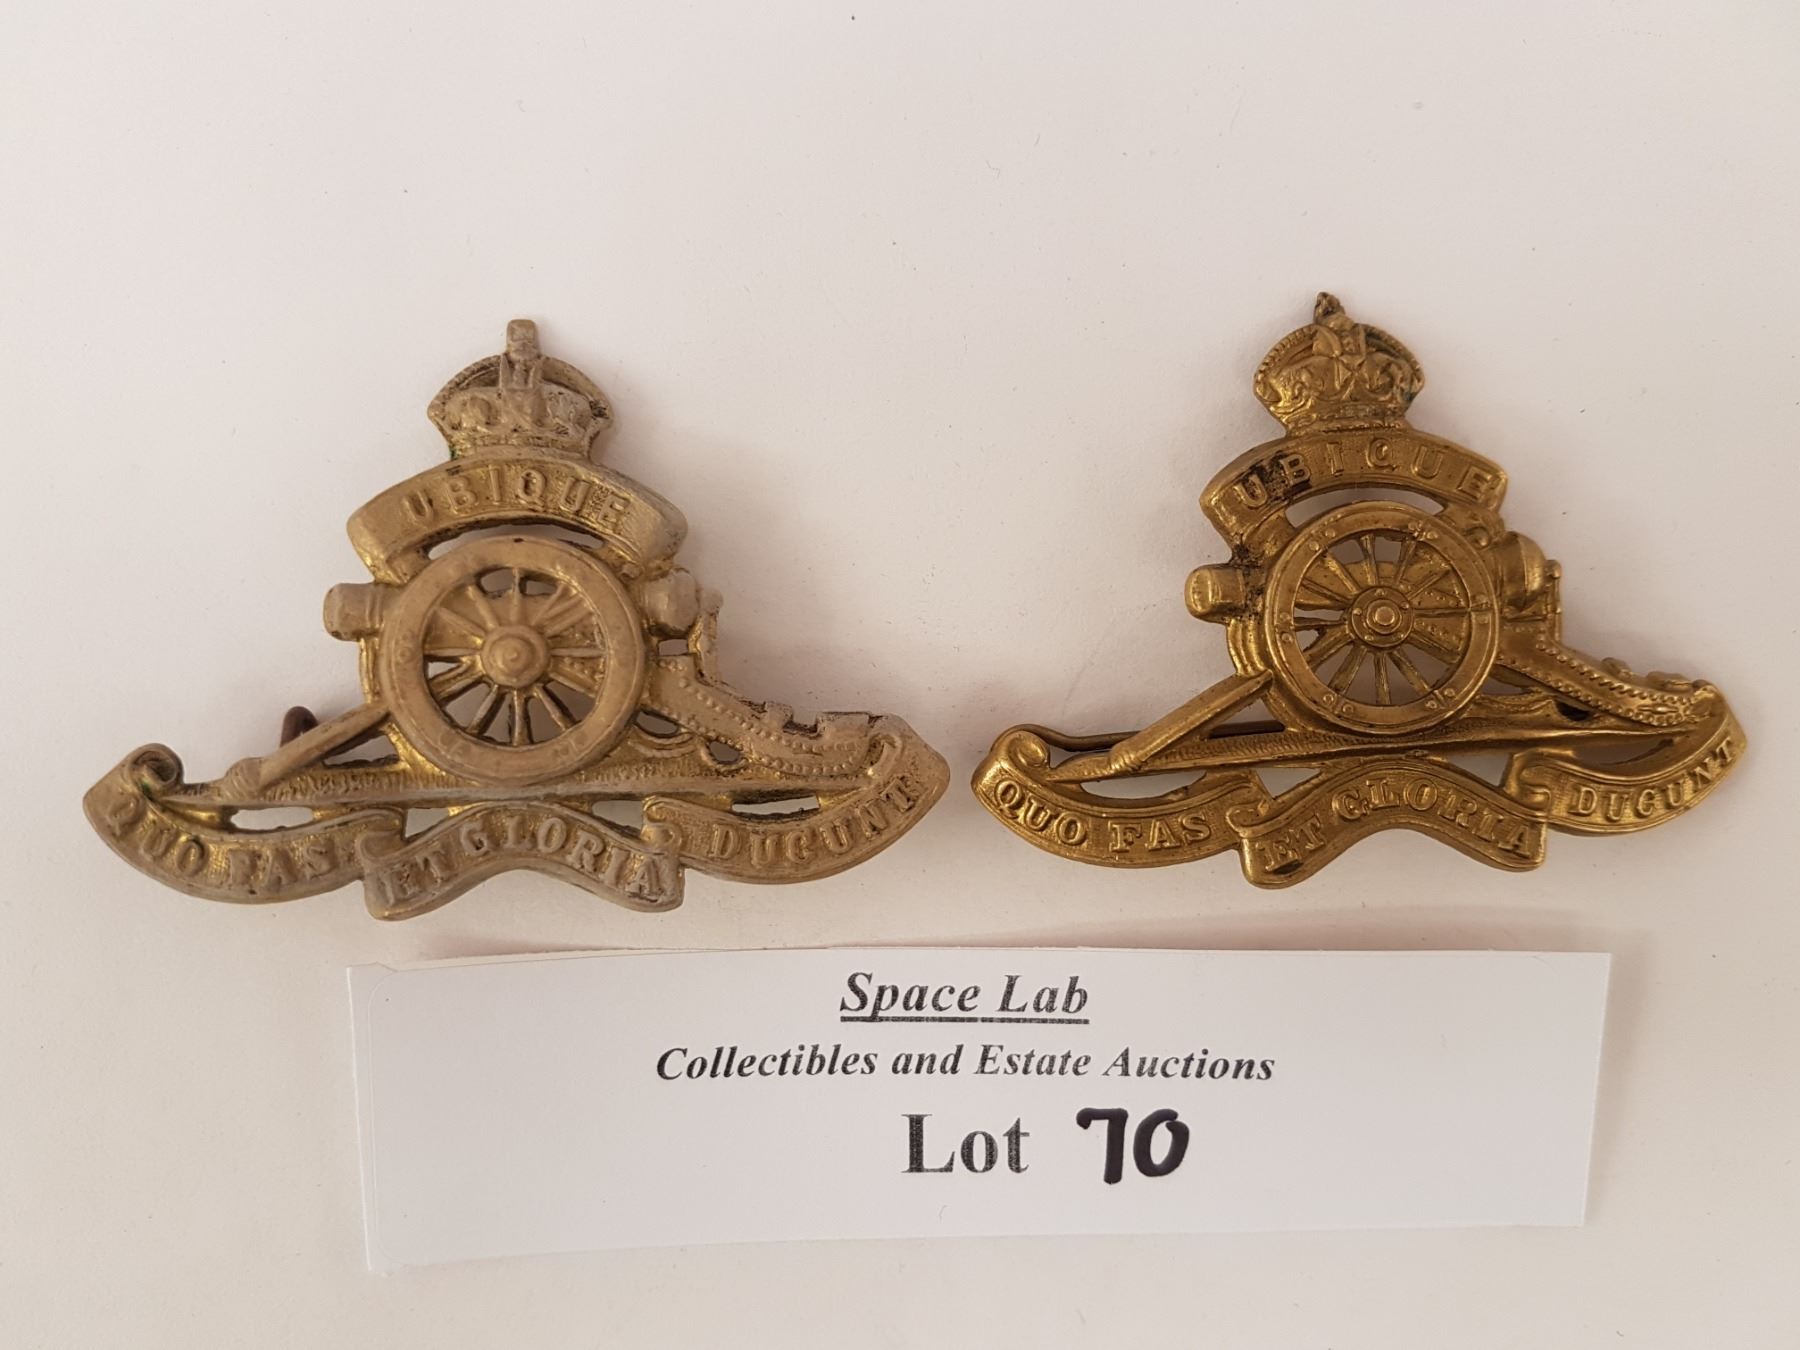 UBIQUE
QUO FAS ET GLORIA DUCUNT
UBIQUE
QUO FAS ET GLORIA DUCUNT
Space Lab
Collectibles and Estate Auctions
Lot 70